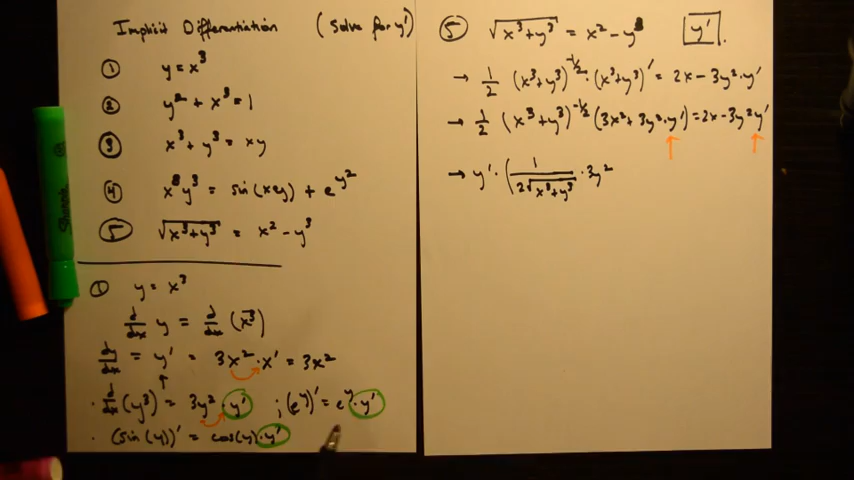 Implicit Differentiation (Solve for y')
① y = x³
② y² + x³ = 1
③ x³ + y³ = xy
④ x⁸y³ = sin(xy) + e^y²
⑤ √(x³+y³) = x² - y³
① y = x³
d/dx y = d/dx (x³)
d/dx = y' = 3x² · x' = 3x²
· d/dx (y³) = 3y² · y' ; (e^y)' = e^y · y'
· (sin(y))' = cos(y) · y'
⑤ √(x³+y³) = x² - y³ y'.
→ 1/2 (x³+y³)^-1/2 · (x³+y³)' = 2x - 3y² · y'
→ 1/2 (x³+y³)^-1/2 (3x² + 3y² · y') = 2x - 3y² y'
→ y' · (1/(2√(x³+y³)) · 3y²
Sharpie